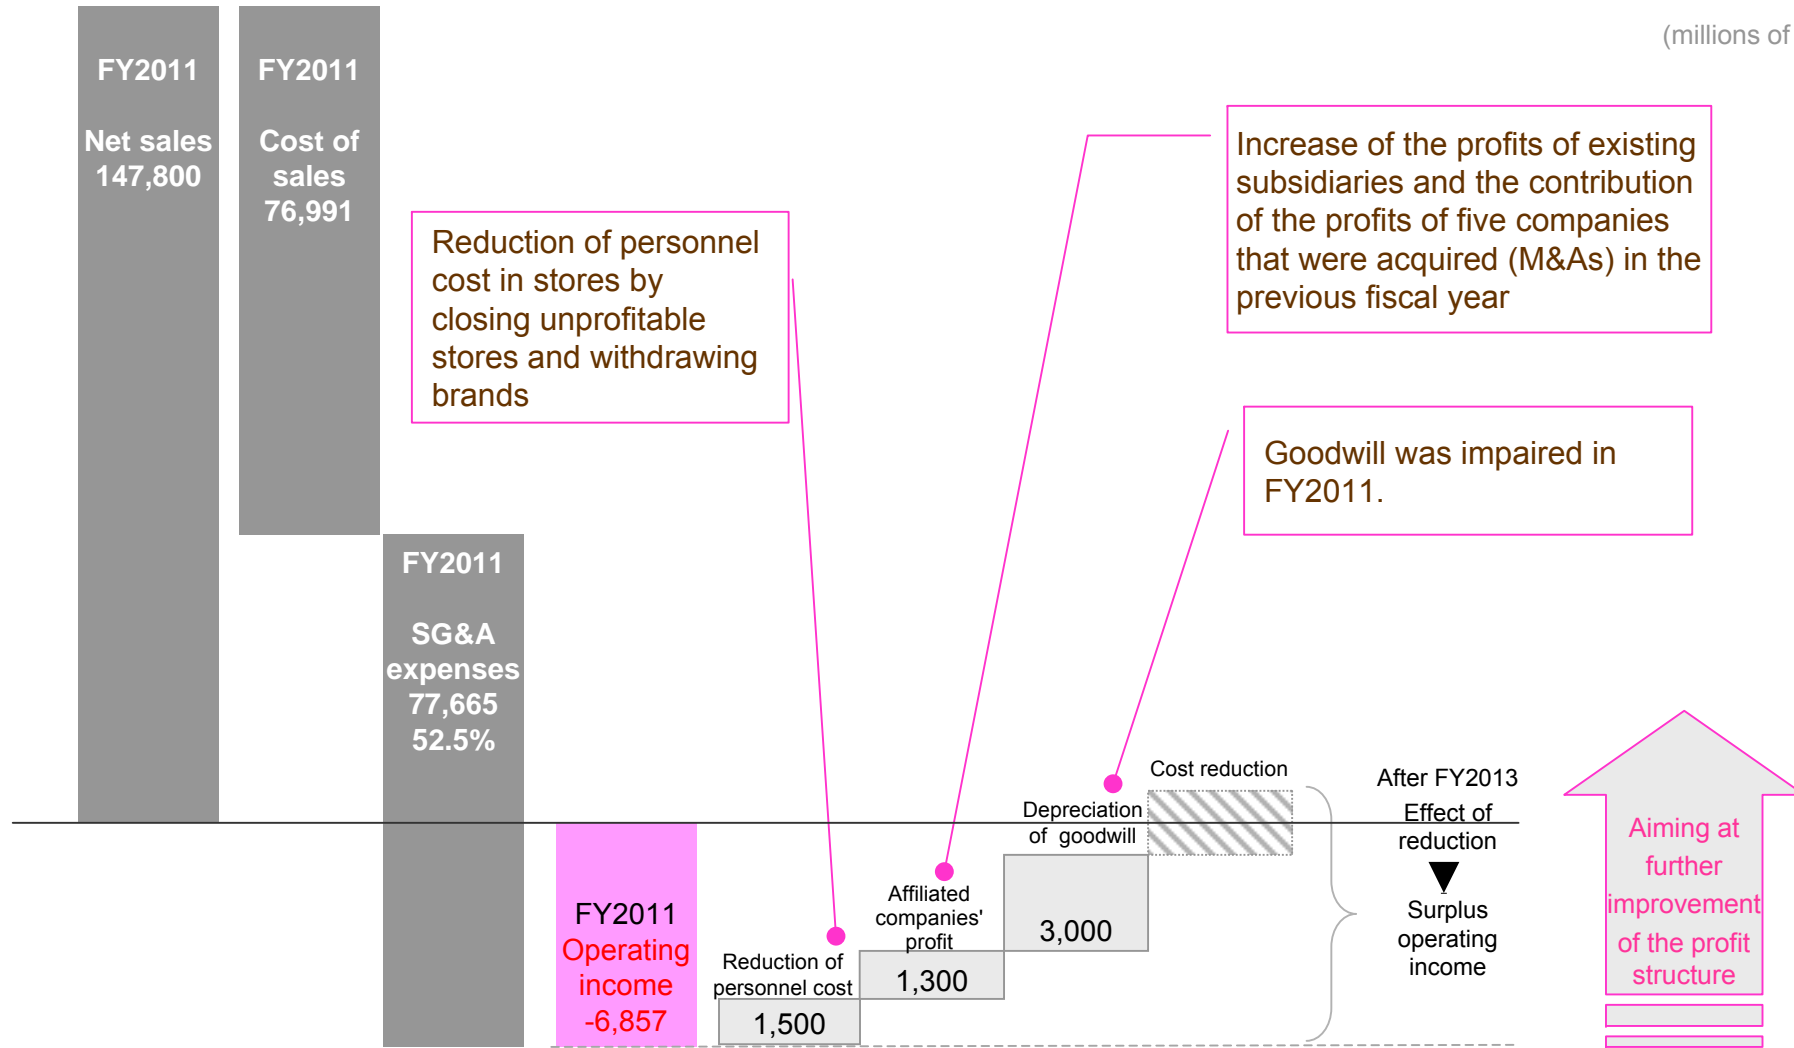 (millions of
FY2011
Net sales
147,800
FY2011
Cost of
sales
76,991
Increase of the profits of existing
subsidiaries and the contribution
of the profits of five companies
that were acquired (M&As) in the
previous fiscal year
Reduction of personnel
cost in stores by
closing unprofitable
stores and withdrawing
brands
Goodwill was impaired in
FY2011.
FY2011
SG&A
expenses
77,665
52.5%
Cost reduction
Depreciation
of goodwill
3,000
Affiliated
companies'
profit
1,300
Reduction of
personnel cost
1,500
FY2011
Operating
income
-6,857
After FY2013
Effect of
reduction
Surplus
operating
income
Aiming at
further
improvement
of the profit
structure